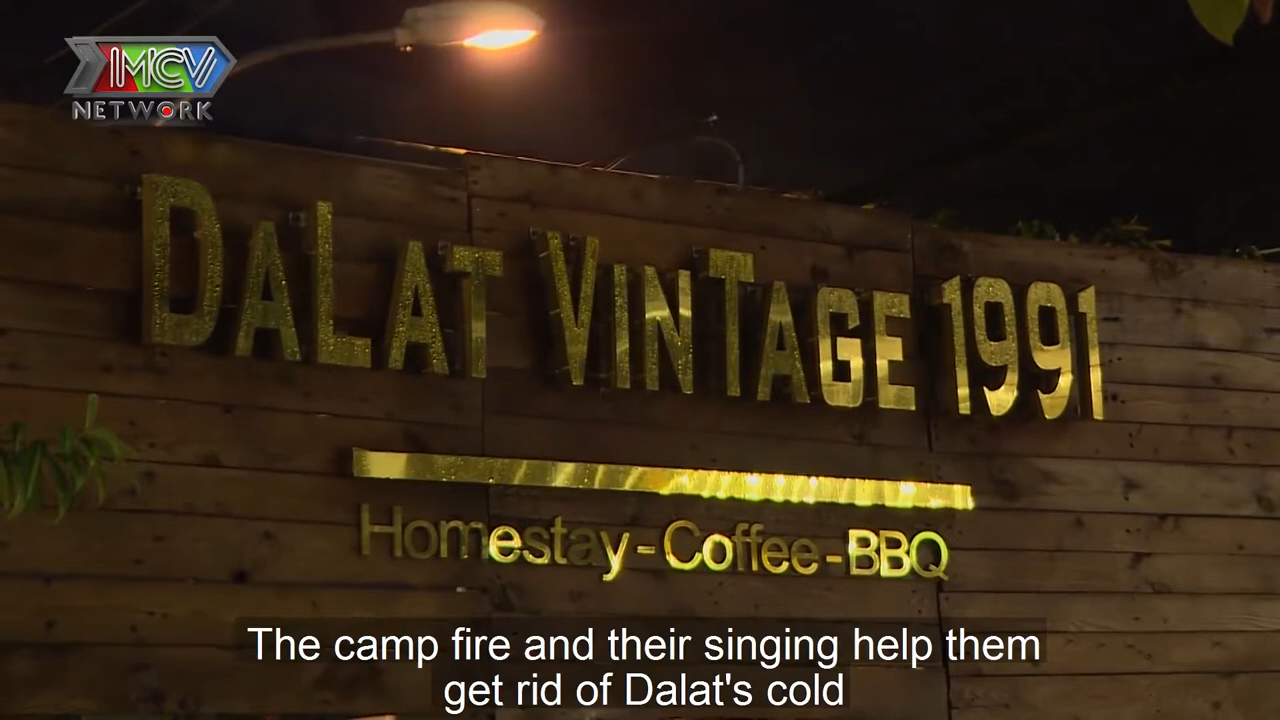 MCV
NETWORK
DALAT VINTAGE 1991
Homestay-Coffee-BBQ
The camp fire and their singing help them
get rid of Dalat's cold